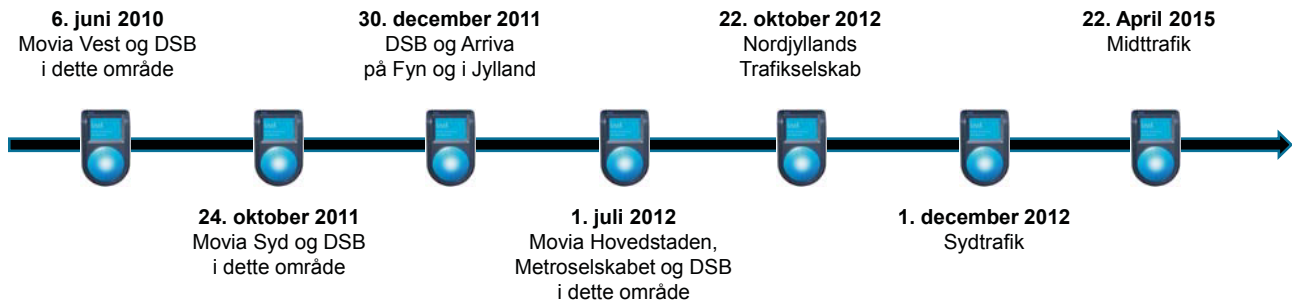 6. juni 2010
Movia Vest og DSB
i dette område
30. december 2011
DSB og Arriva
på Fyn og i Jylland
22. oktober 2012
Nordjyllands
Trafikselskab
22. April 2015
Midttrafik
24. oktober 2011
Movia Syd og DSB
i dette område
1. juli 2012
Movia Hovedstaden,
Metroselskabet og DSB
i dette område
1. december 2012
Sydtrafik